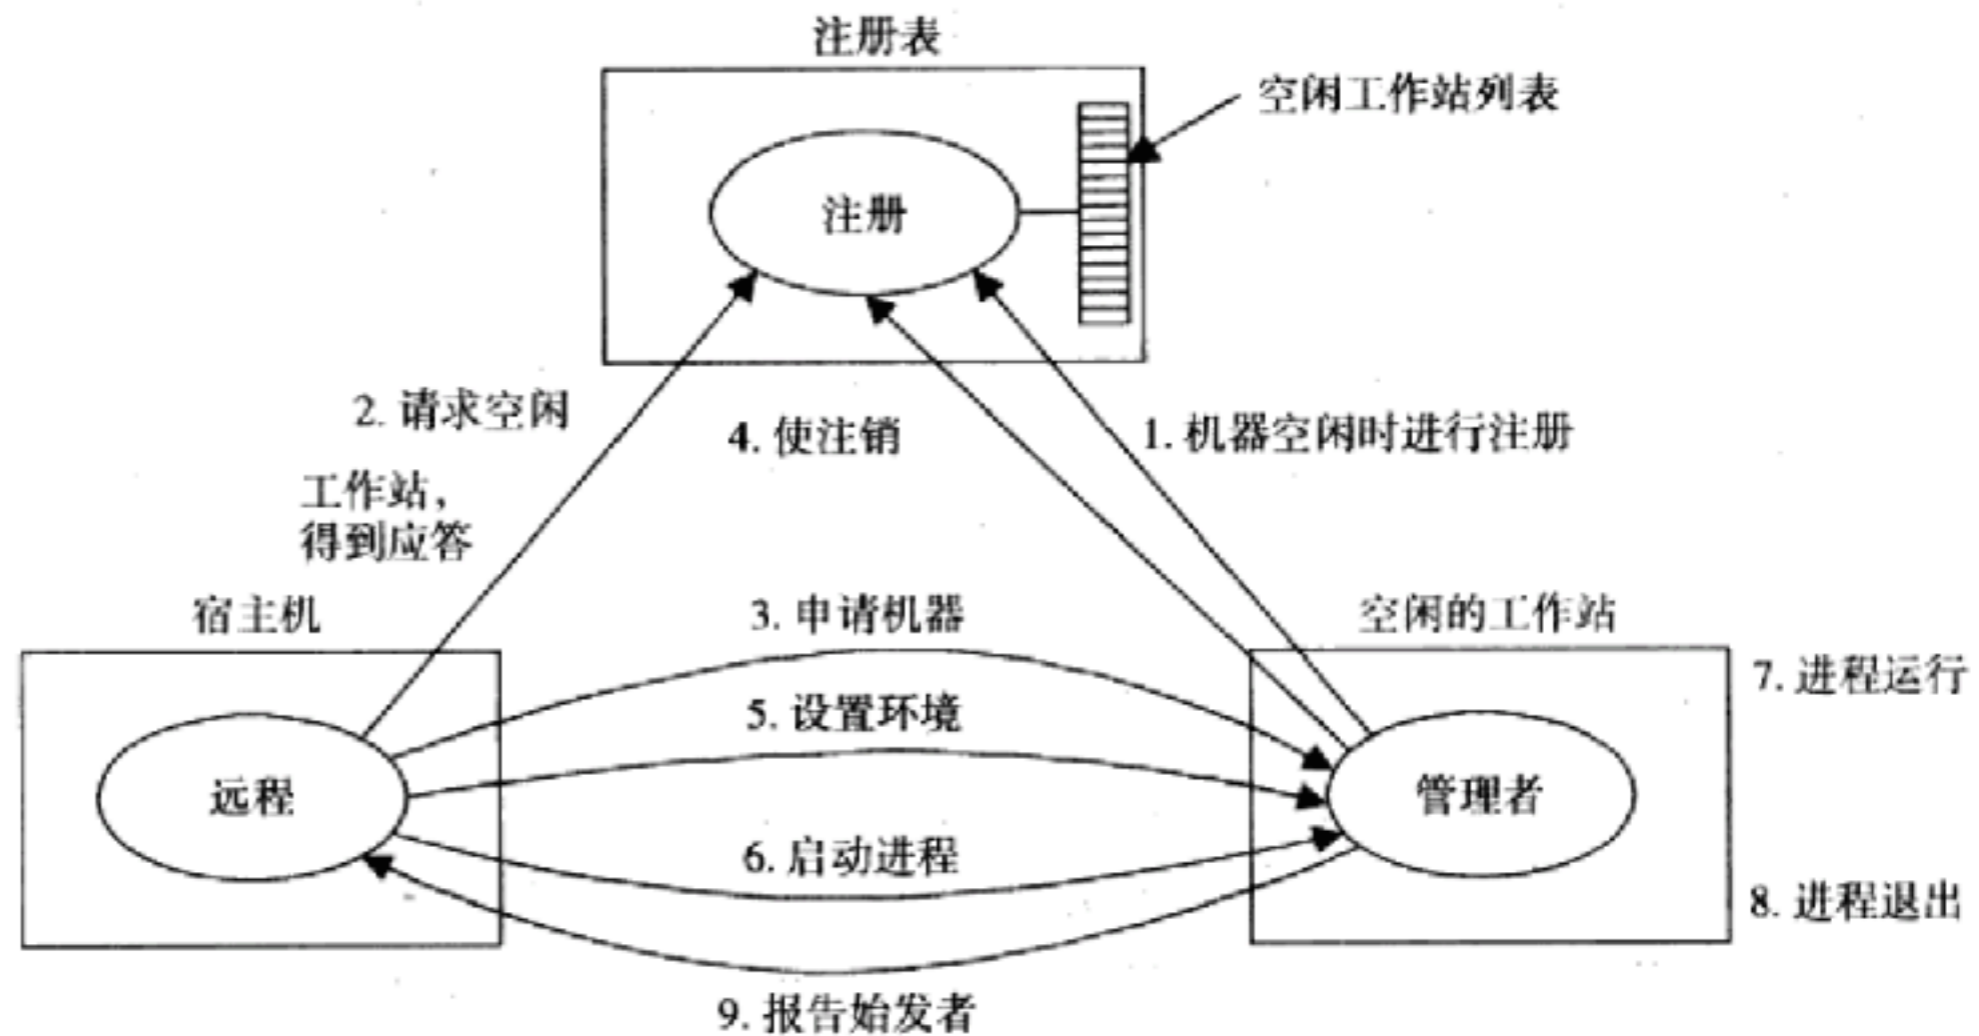 注册表
空闲工作站列表
注册
2. 请求空闲
工作站，
得到应答
4. 使注销
1. 机器空闲时进行注册
宿主机
3. 申请机器
空闲的工作站
7. 进程运行
5. 设置环境
远程
管理者
6. 启动进程
8. 进程退出
9. 报告始发者